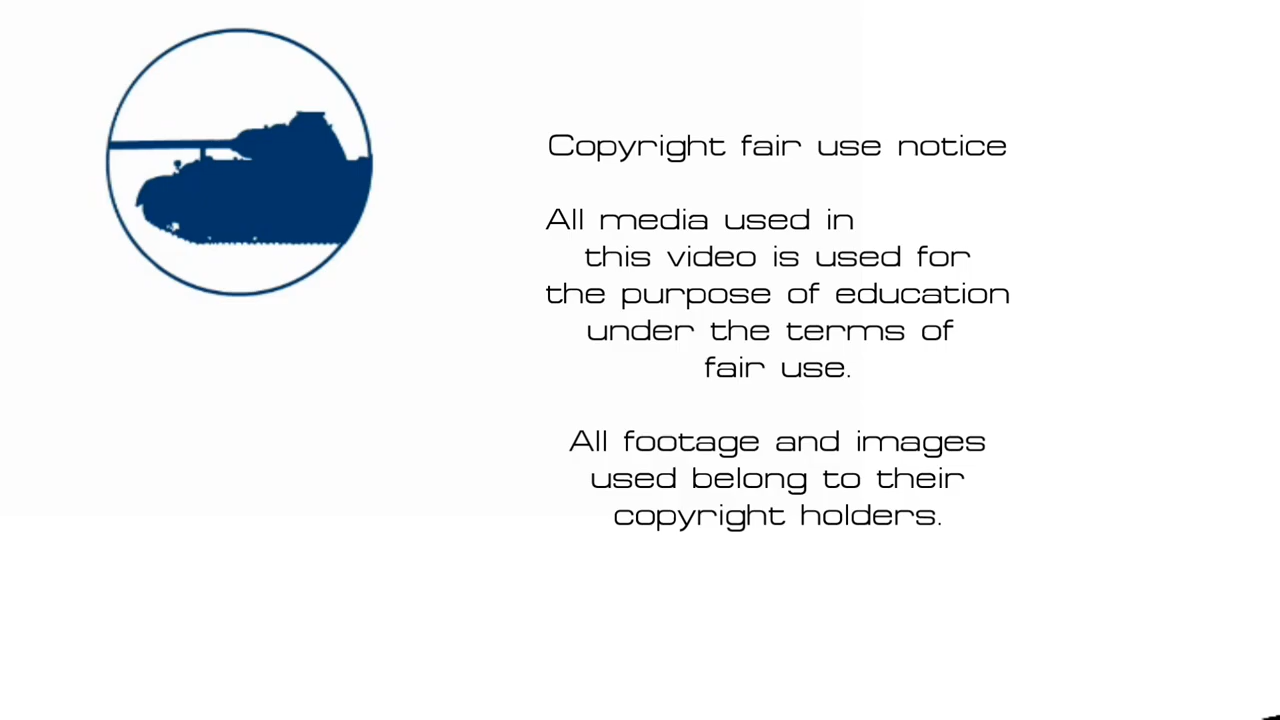 Copyright fair use notice
All media used in
this video is used for
the purpose of education
under the terms of
fair use.
All footage and images
used belong to their
copyright holders.